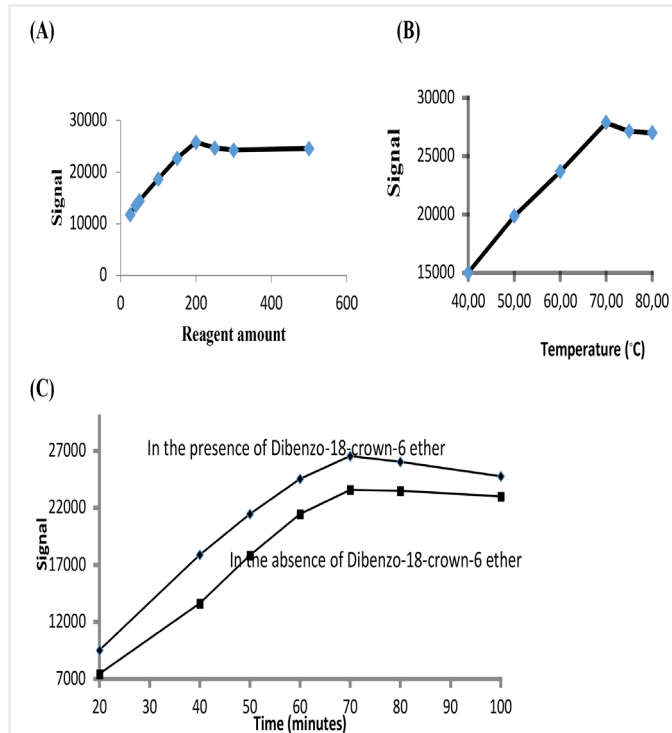 (A)
30000
20000
10000
0
Signal
0 200 400 600
Reagent amount
(B)
30000
25000
20000
15000
Signal
40,00 50,00 60,00 70,00 80,00
Temperature (°C)
(C)
27000
22000
17000
12000
7000
Signal
In the presence of Dibenzo-18-crown-6 ether
In the absence of Dibenzo-18-crown-6 ether
20 30 40 50 60 70 80 90 100
Time (minutes)